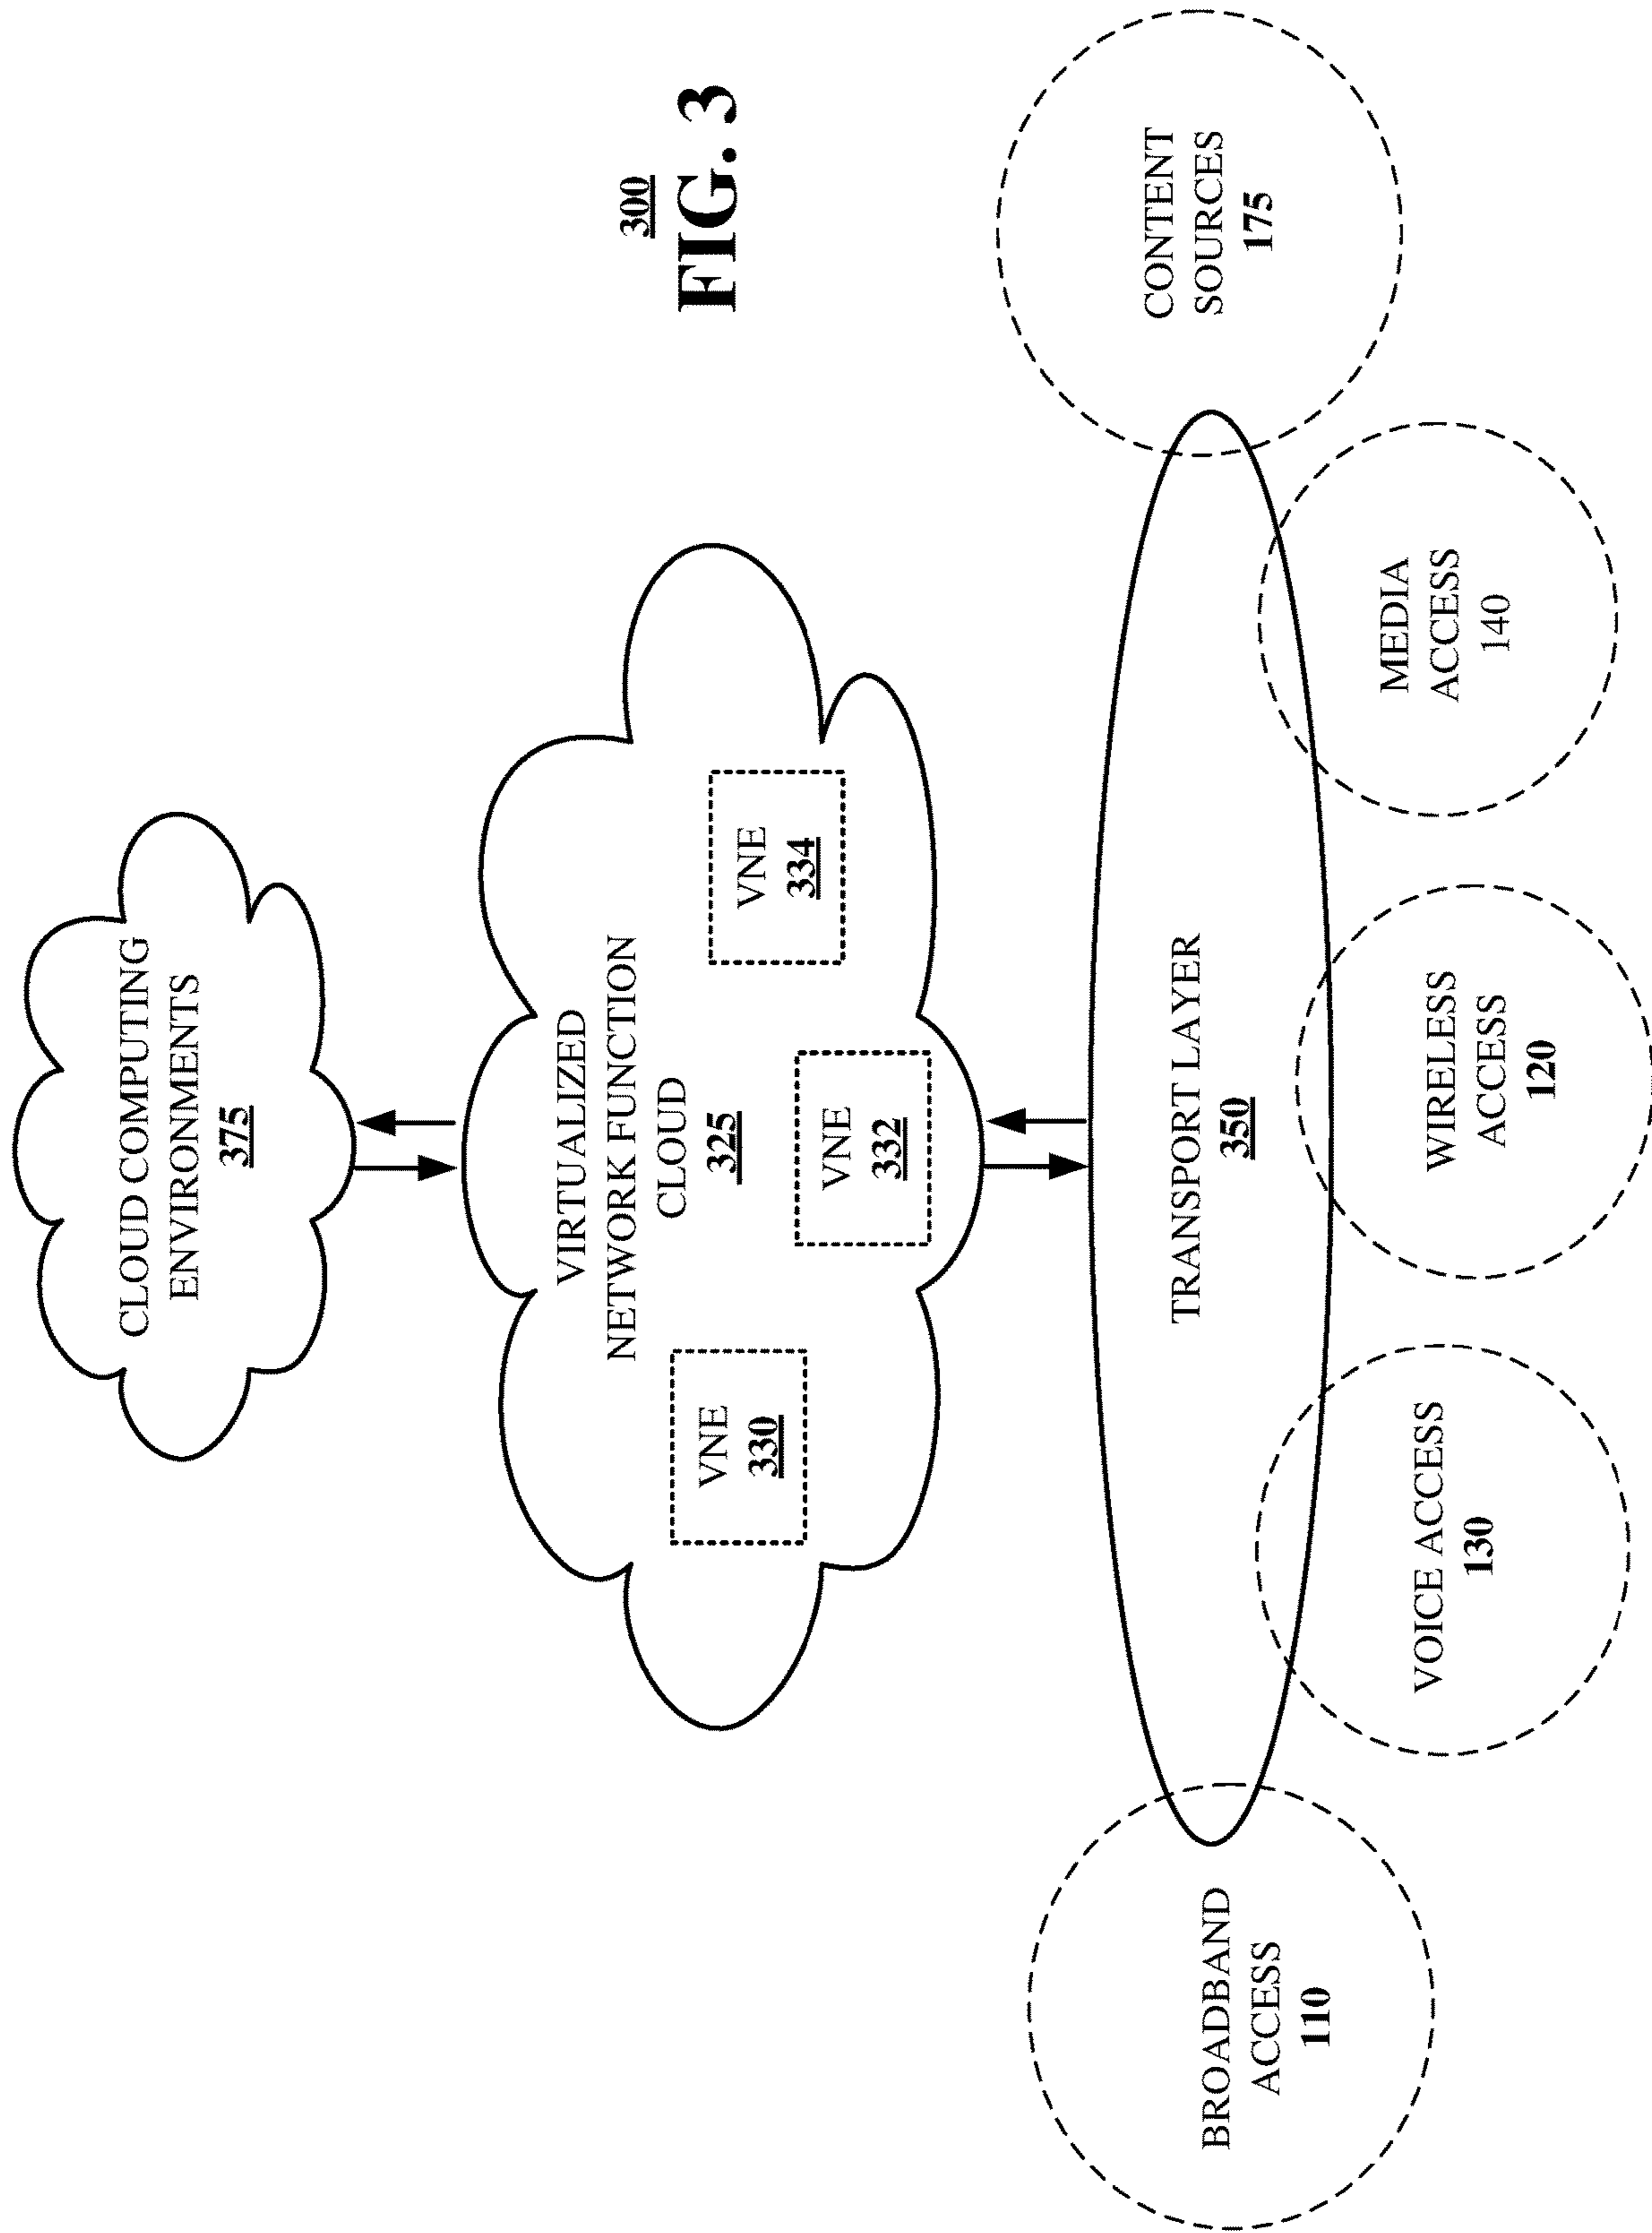 CLOUD COMPUTING
ENVIRONMENTS
375
VIRTUALIZED
NETWORK FUNCTION
CLOUD
325
VNE
330
VNE
332
VNE
334
300
FIG. 3
TRANSPORT LAYER
350
BROADBAND
ACCESS
110
VOICE ACCESS
130
WIRELESS
ACCESS
120
MEDIA
ACCESS
140
CONTENT
SOURCES
175